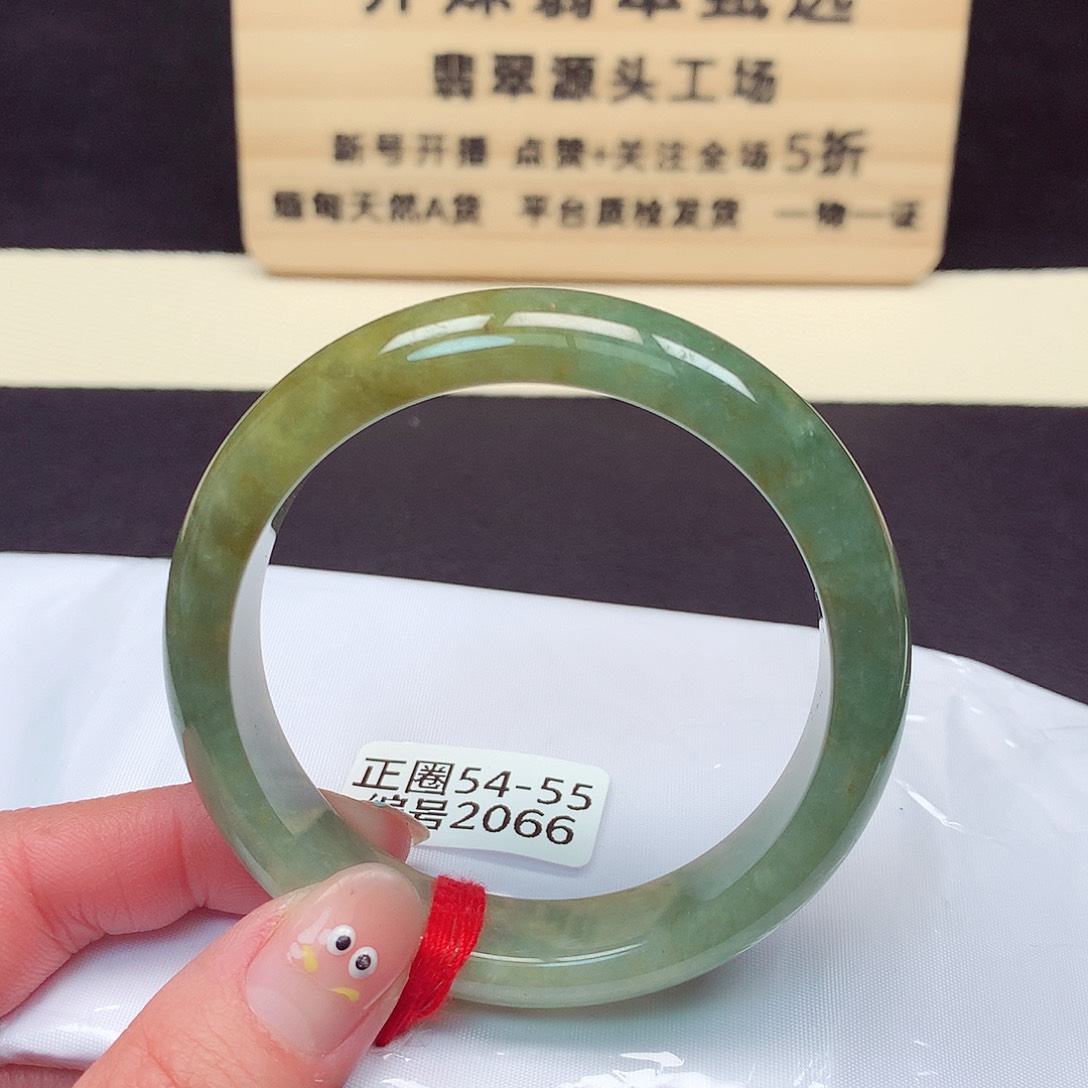 翡翠源头工场
新号开播 点赞+关注全场5折
缅甸天然A货 平台质检发货 一物一证
正圈54-55
编号2066